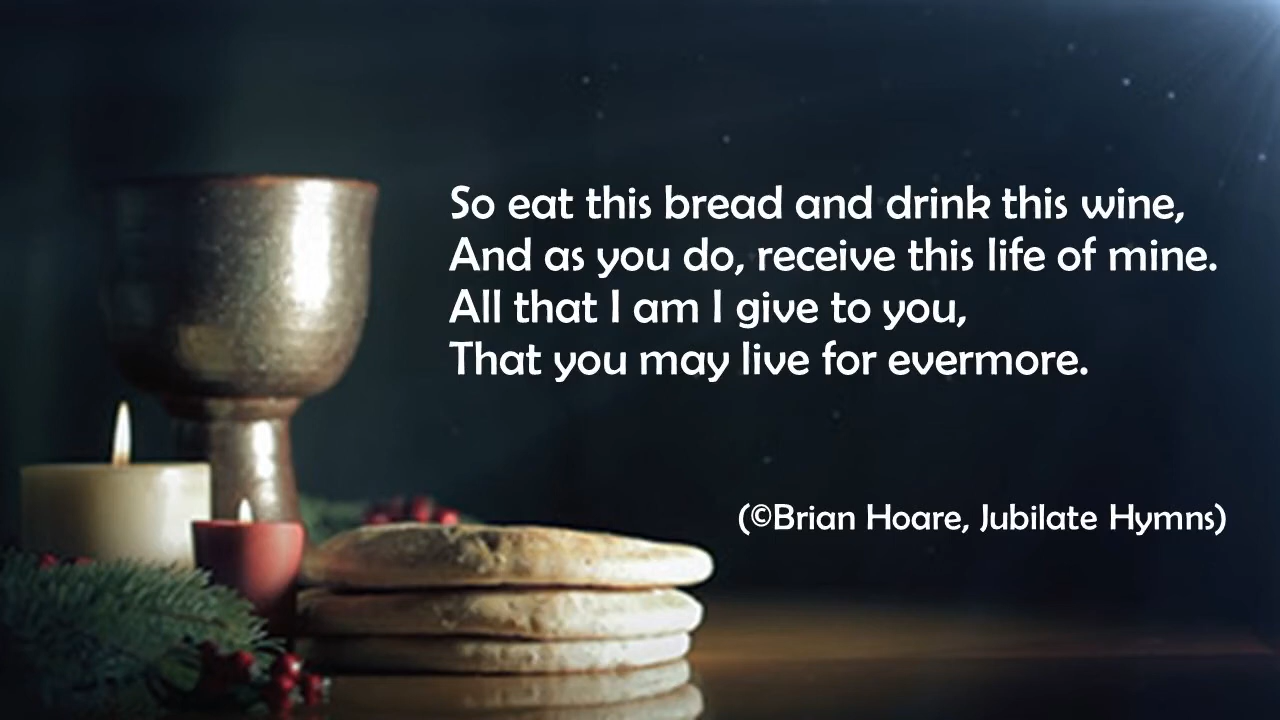 So eat this bread and drink this wine,
And as you do, receive this life of mine.
All that I am I give to you,
That you may live for evermore.
(©Brian Hoare, Jubilate Hymns)